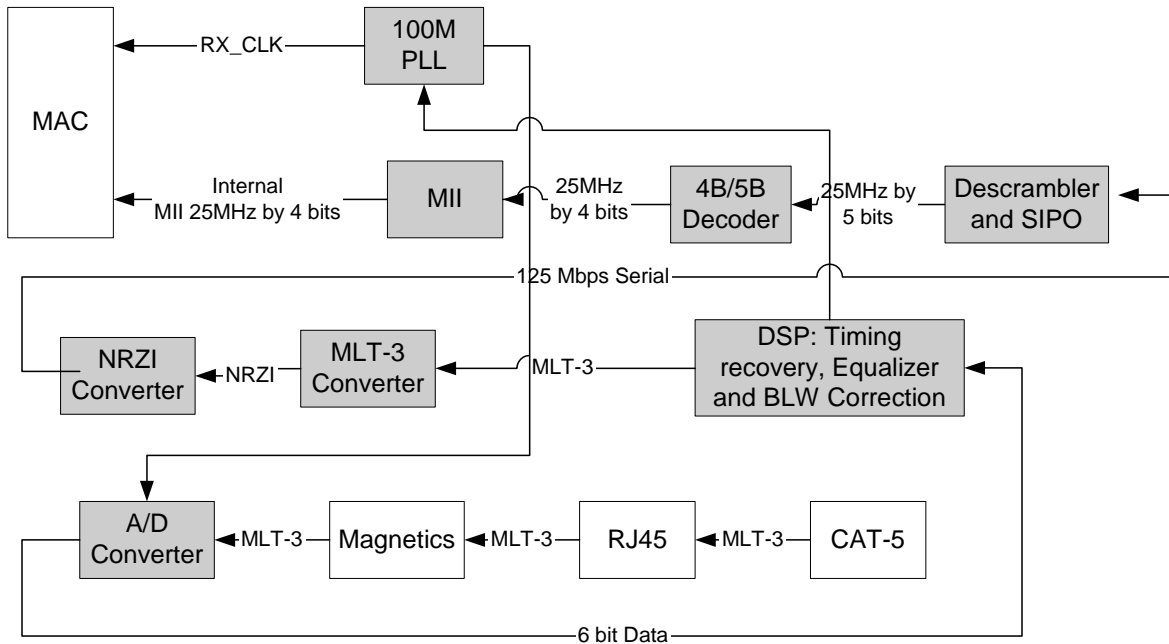 100M
PLL
RX_CLK
MAC
Internal
MII 25MHz by 4 bits
MII
25MHz
by 4 bits
4B/5B
Decoder
25MHz by
5 bits
Descrambler
and SIPO
125 Mbps Serial
NRZI
Converter
NRZI
MLT-3
Converter
MLT-3
DSP: Timing
recovery, Equalizer
and BLW Correction
A/D
Converter
MLT-3
Magnetics
MLT-3
RJ45
MLT-3
CAT-5
6 bit Data